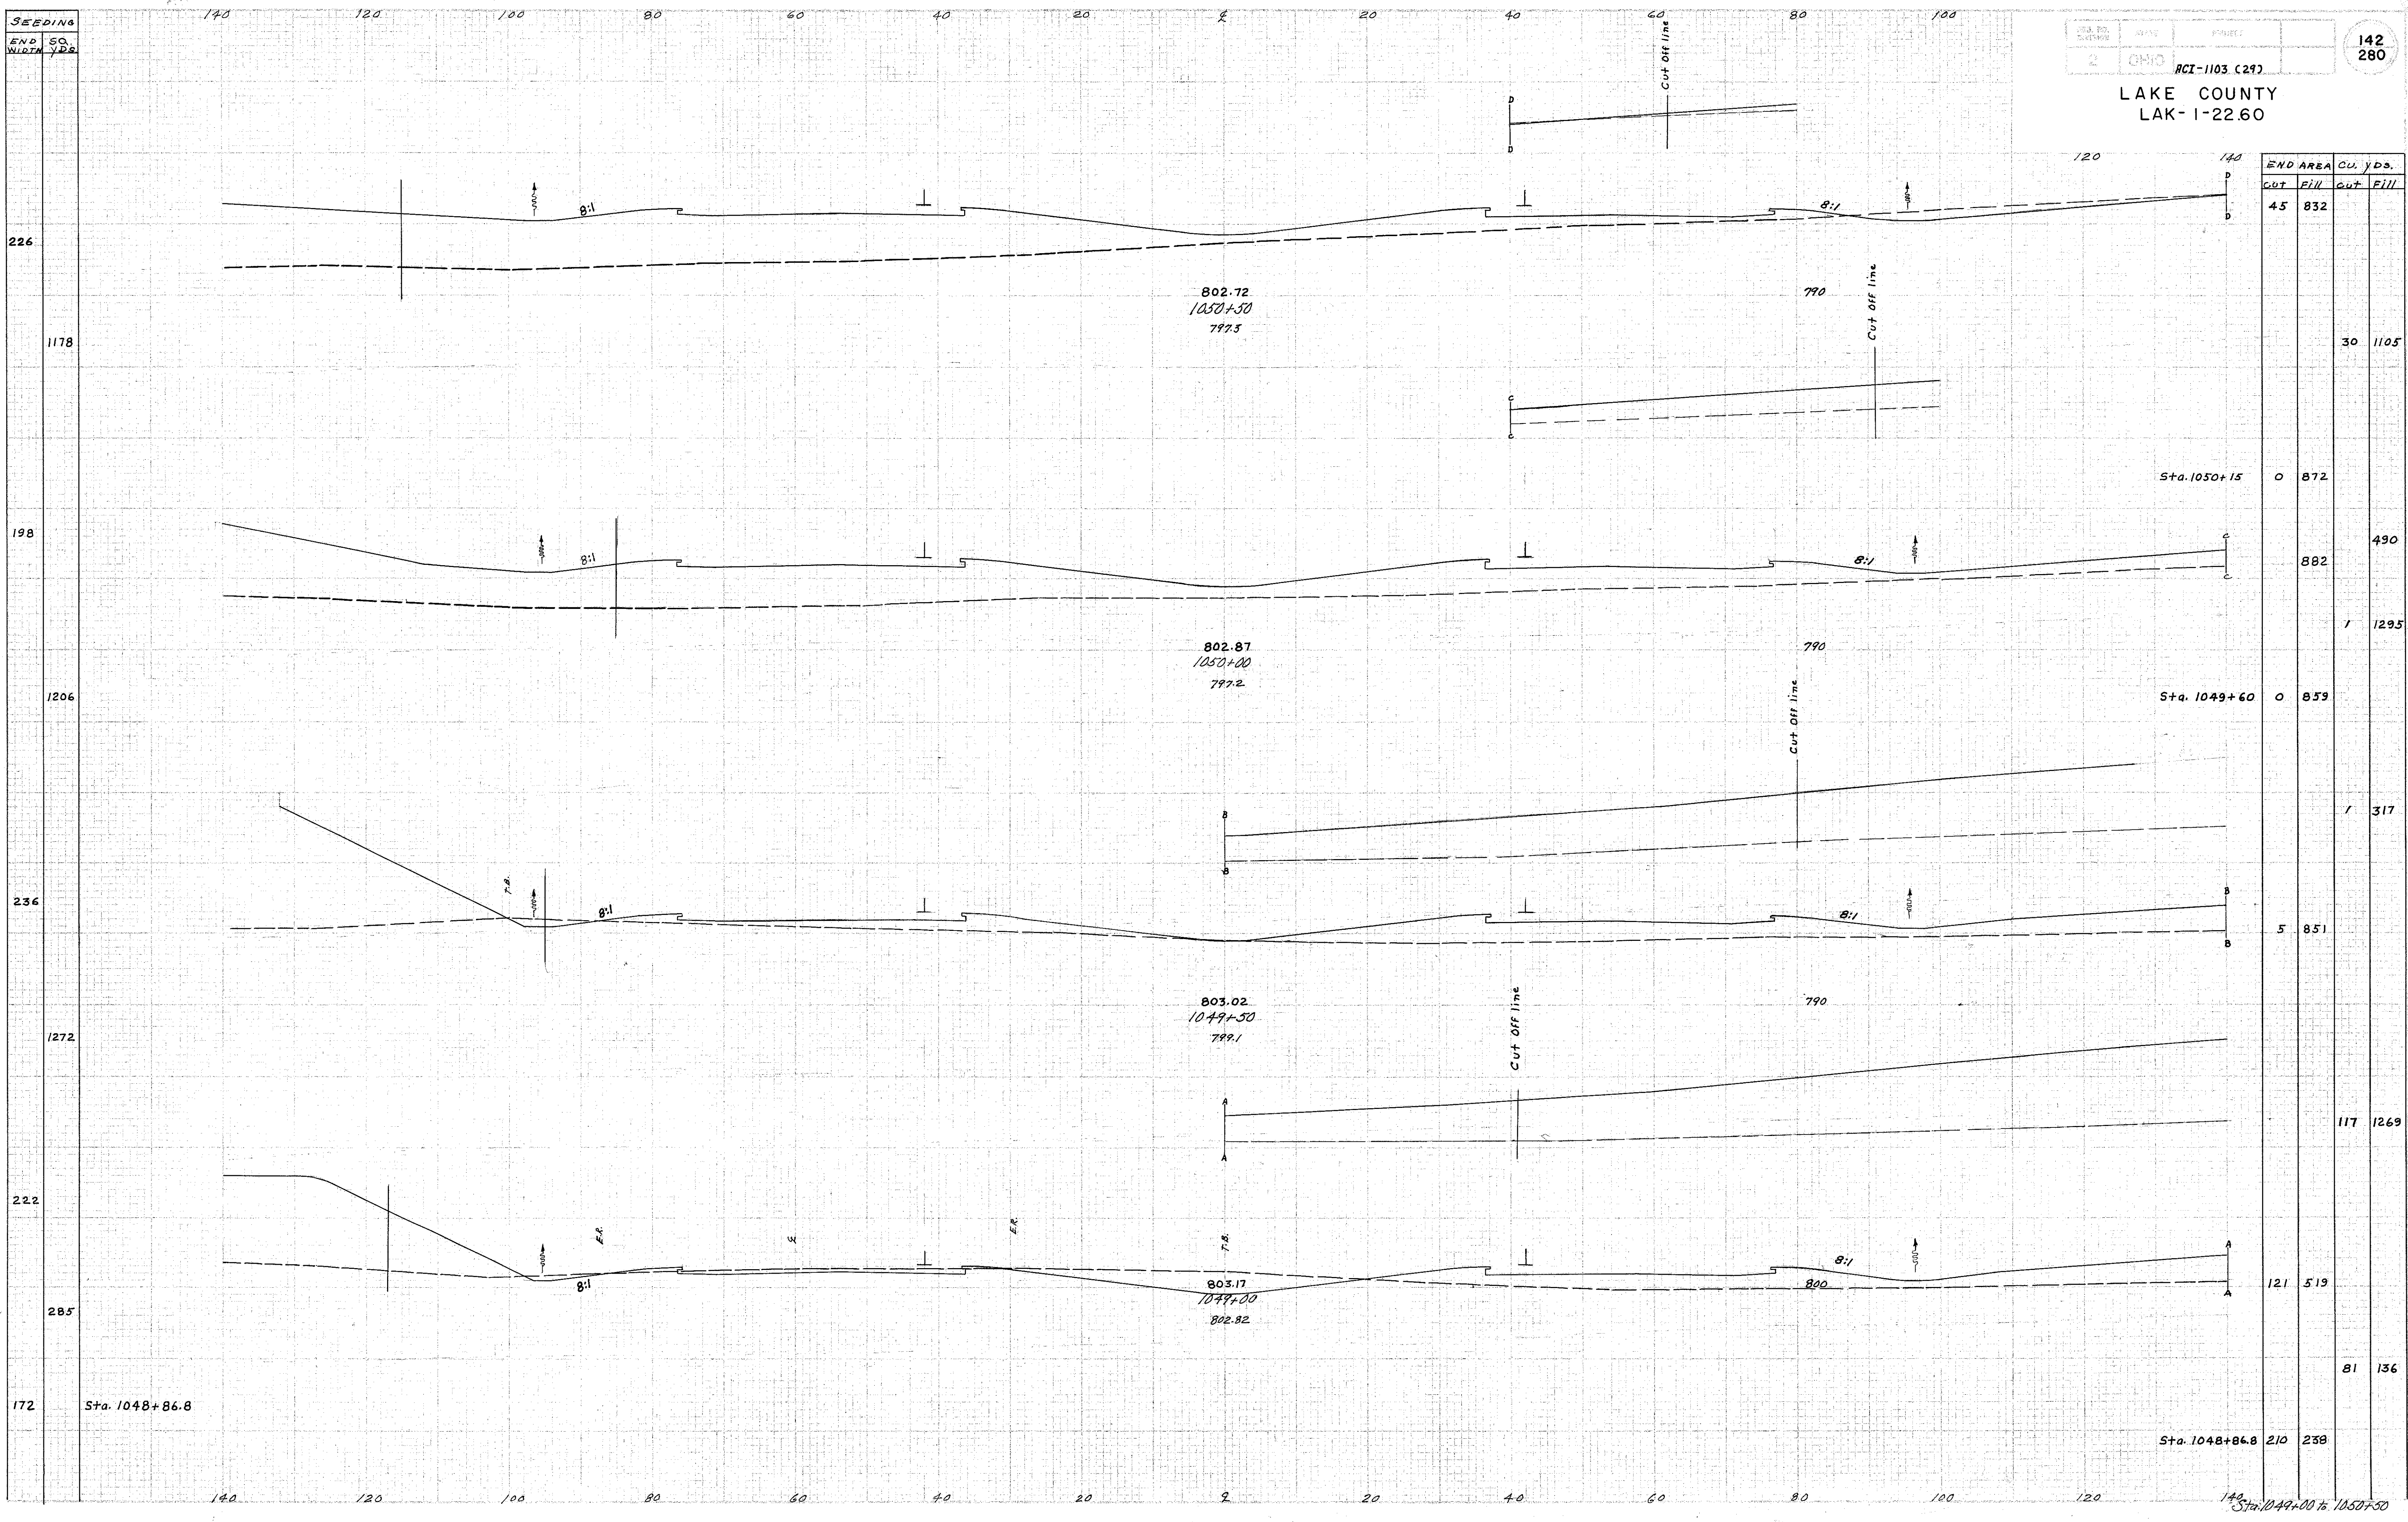 140 120 100 80 60 40 20 ℄ 20 40 60 80 100
SEEDING
END WIDTH SQ. YDS
OHIO
2
ACI-1103 (29)
142
280
LAKE COUNTY
LAK-1-22.60
120 140
END AREA CU. YDS.
Cut Fill Cut Fill
Cut Off line
D
D
8:1
8:1
D
D
45 832
226
802.72
1050+50
797.5
790
Cut Off line
1178
30 1105
C
C
Sta. 1050+15 0 872
198
8:1
8:1
C
C
490
882
802.87
1050+00
797.2
790
1 1295
1206
Cut Off line
Sta. 1049+60 0 859
B
B
1 317
236
T.B.
8:1
8:1
B
B
5 851
803.02
1049+50
799.1
790
Cut Off line
1272
A
A
117 1269
222
E.P.
℄
E.P.
T.B.
8:1
8:1
A
A
803.17
1049+00
802.82
800
121 519
285
81 136
172 Sta. 1048+86.8
Sta. 1048+86.8 210 238
140 120 100 80 60 40 20 ℄ 20 40 60 80 100 120 140
Sta. 1049+00 to 1050+50